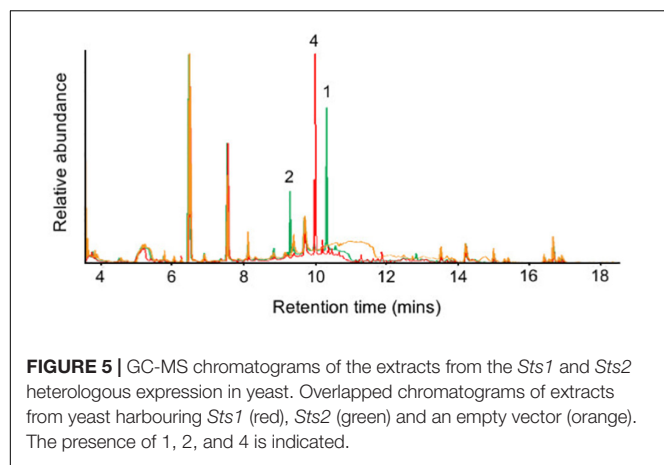 4
1
2
Relative abundance
4 6 8 10 12 14 16 18
Retention time (mins)
FIGURE 5 | GC-MS chromatograms of the extracts from the Sts1 and Sts2
heterologous expression in yeast. Overlapped chromatograms of extracts
from yeast harbouring Sts1 (red), Sts2 (green) and an empty vector (orange).
The presence of 1, 2, and 4 is indicated.